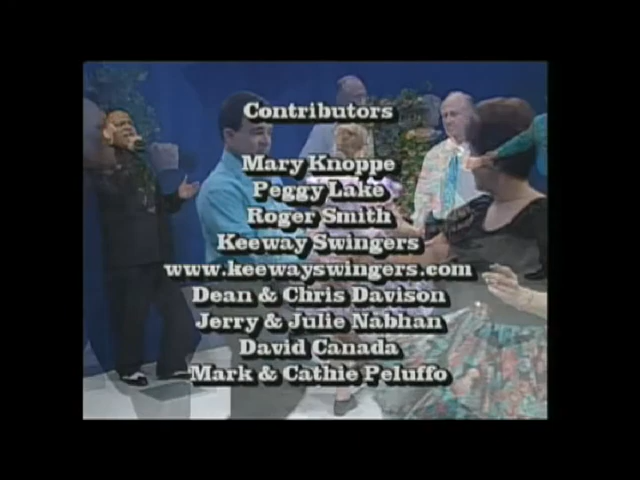 Contributors
Mary Knoppe
Peggy Lake
Roger Smith
Keeway Swingers
www.keewayswingers.com
Dean & Chris Davison
Jerry & Julie Nabhan
David Canada
Mark & Cathie Peluffo